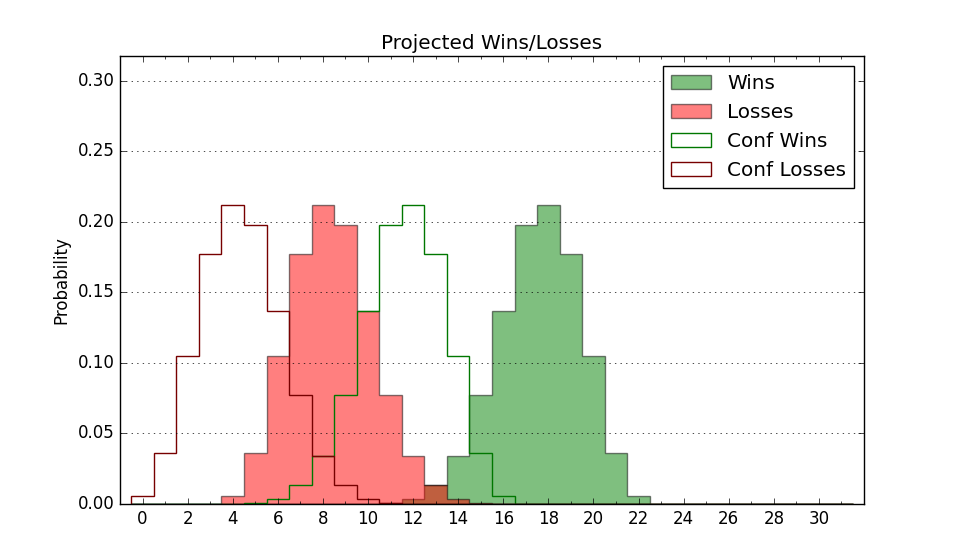 Projected Wins/Losses
0.30
0.25
0.20
0.15
0.10
0.05
0.00
Probability
Wins
Losses
Conf Wins
Conf Losses
0 2 4 6 8 10 12 14 16 18 20 22 24 26 28 30